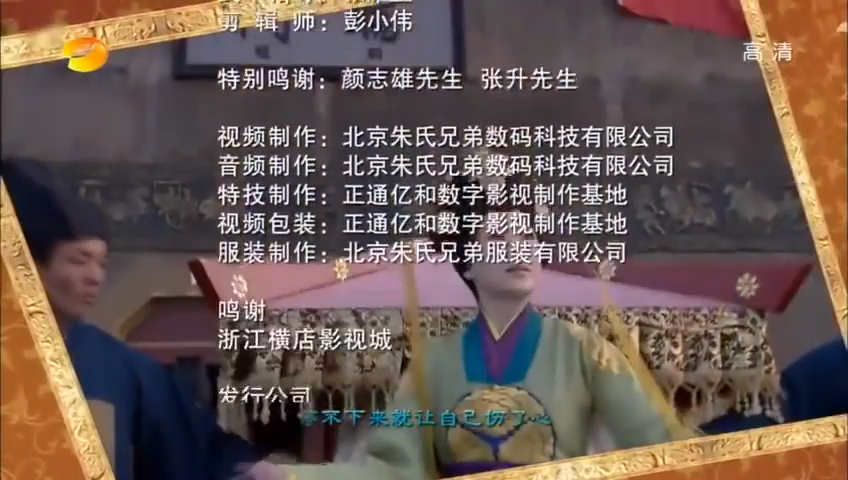 剪 辑 师：彭小伟
高清
特别鸣谢：颜志雄先生 张升先生
视频制作：北京朱氏兄弟数码科技有限公司
音频制作：北京朱氏兄弟数码科技有限公司
特技制作：正通亿和数字影视制作基地
视频包装：正通亿和数字影视制作基地
服装制作：北京朱氏兄弟服装有限公司
鸣谢
浙江横店影视城
发行公司
不下来就让自己伤了心